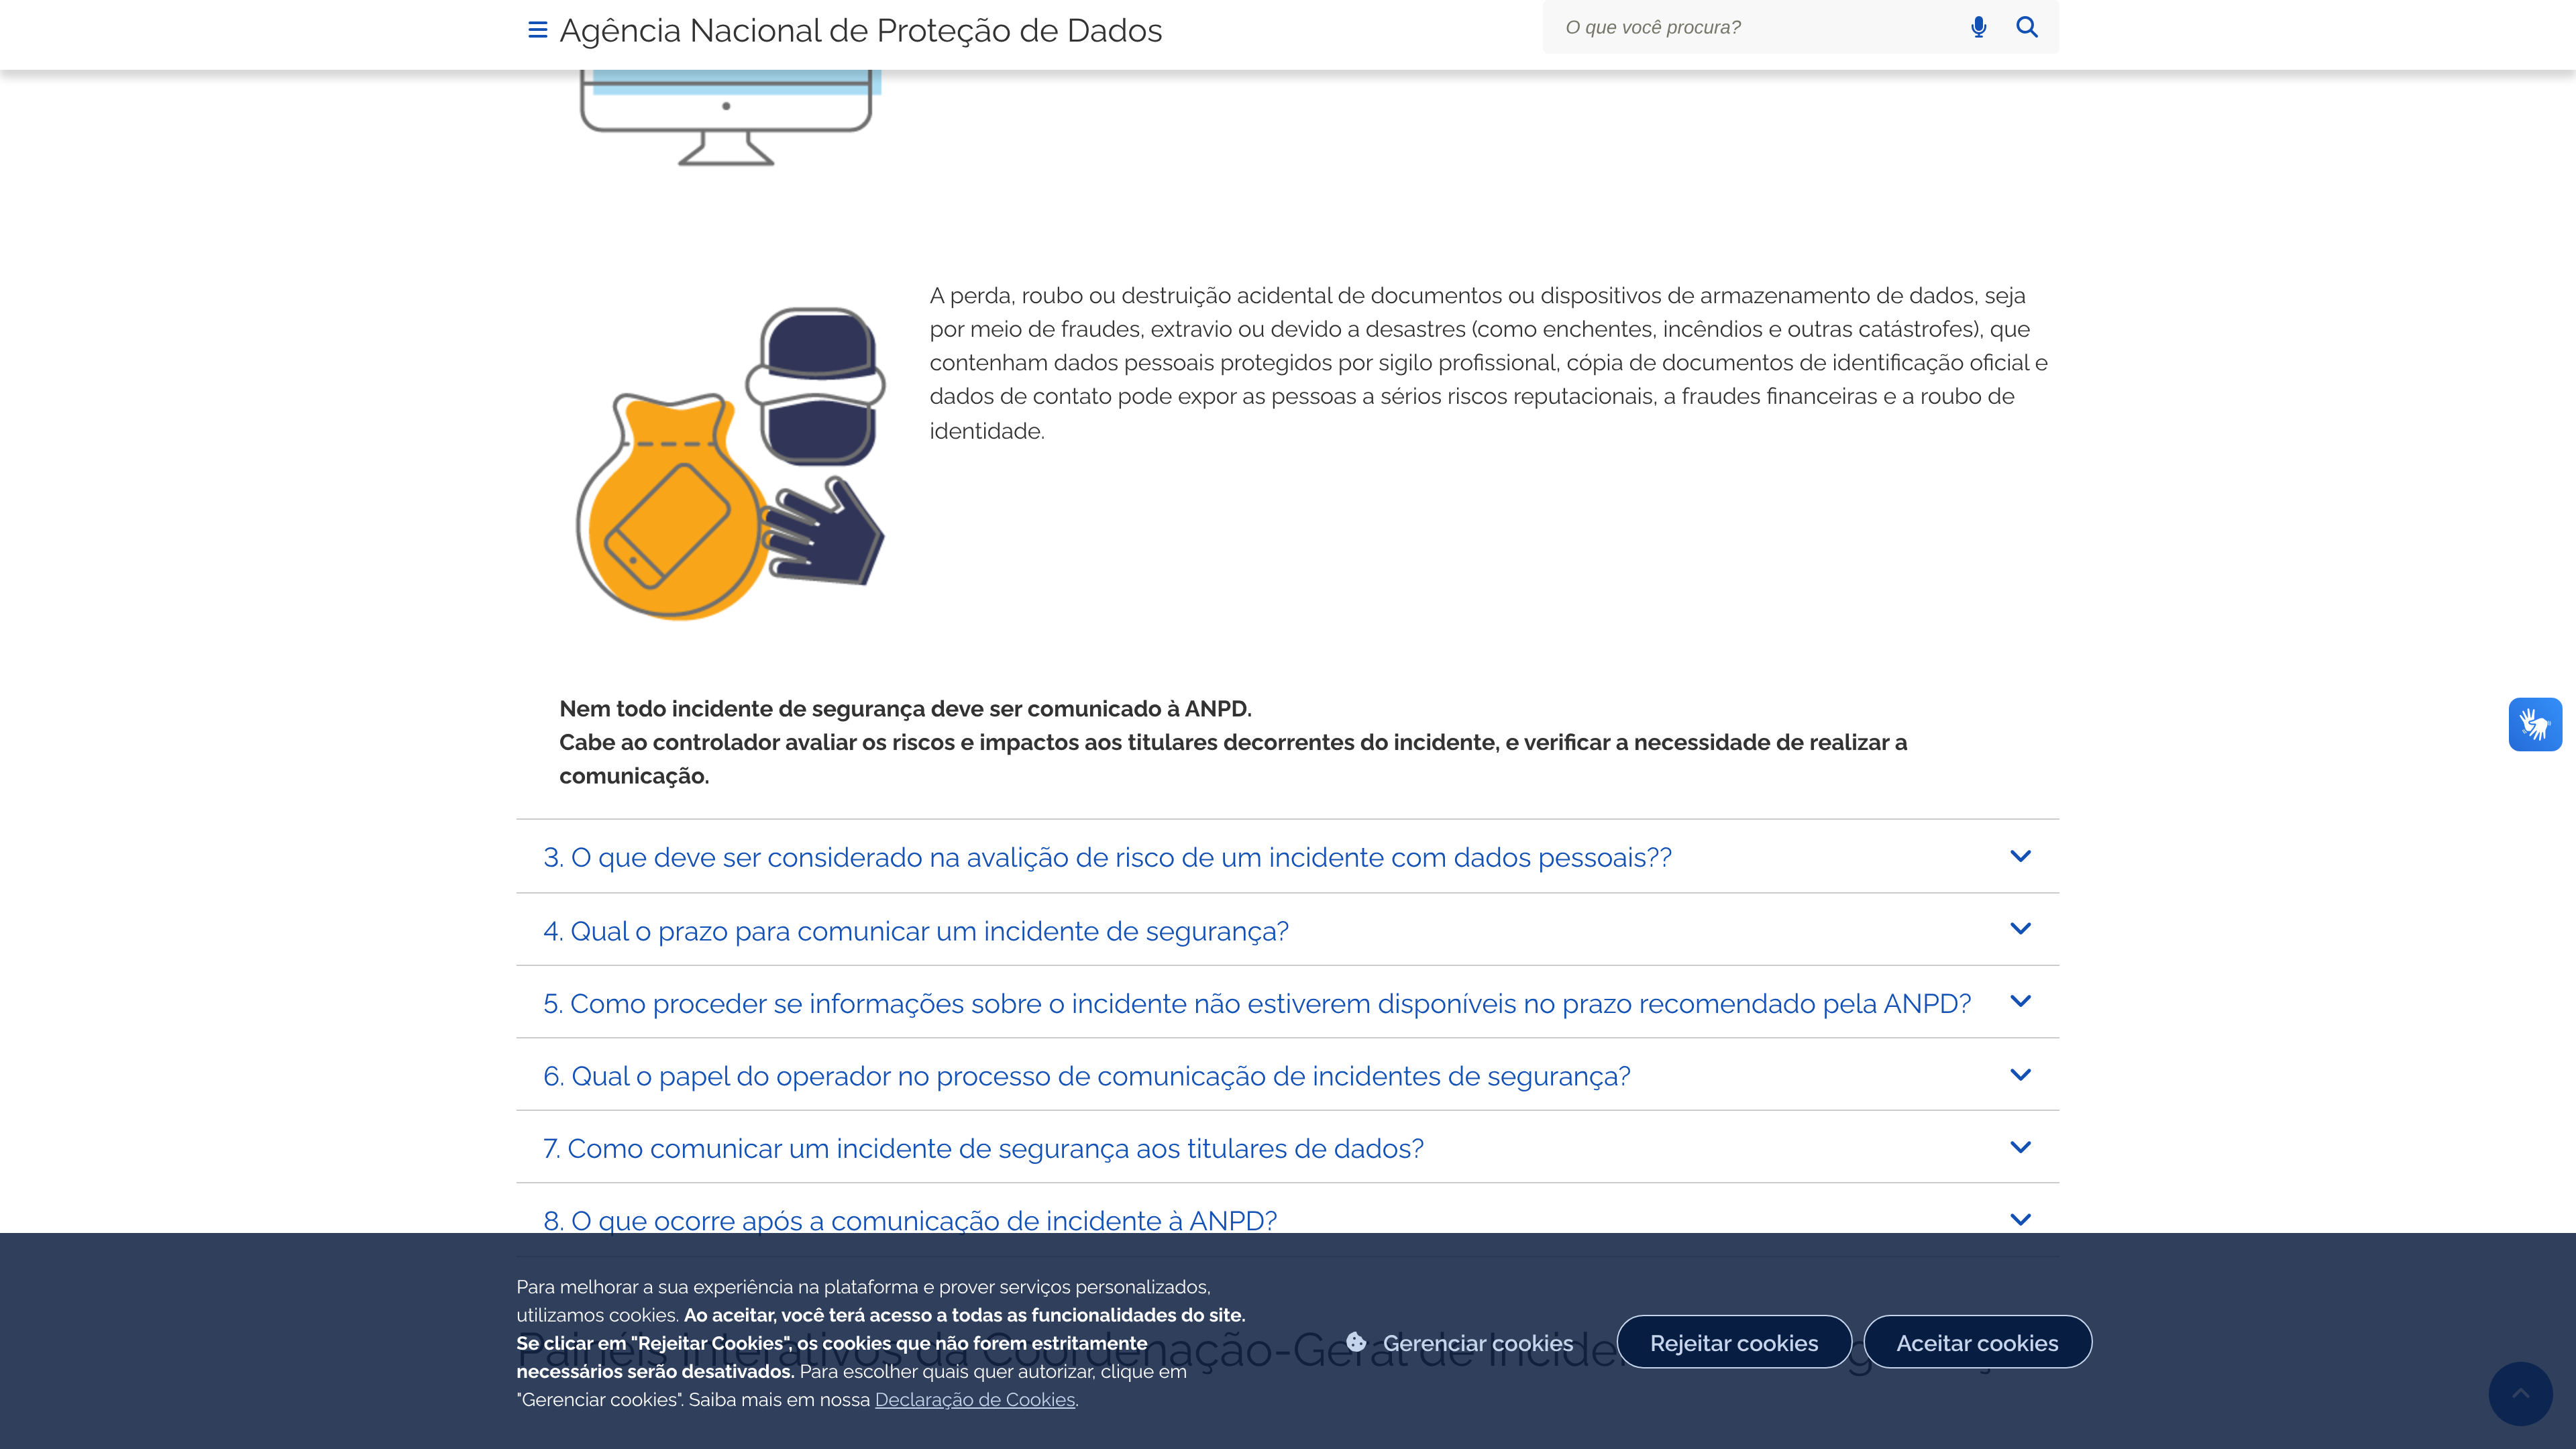 Agência Nacional de Proteção de Dados
O que você procura?
A perda, roubo ou destruição acidental de documentos ou dispositivos de armazenamento de dados, seja
por meio de fraudes, extravio ou devido a desastres (como enchentes, incêndios e outras catástrofes), que
contenham dados pessoais protegidos por sigilo profissional, cópia de documentos de identificação oficial e
dados de contato pode expor as pessoas a sérios riscos reputacionais, a fraudes financeiras e a roubo de
identidade.
Nem todo incidente de segurança deve ser comunicado à ANPD.
Cabe ao controlador avaliar os riscos e impactos aos titulares decorrentes do incidente, e verificar a necessidade de realizar a
comunicação.
3. O que deve ser considerado na avalição de risco de um incidente com dados pessoais??
4. Qual o prazo para comunicar um incidente de segurança?
5. Como proceder se informações sobre o incidente não estiverem disponíveis no prazo recomendado pela ANPD?
6. Qual o papel do operador no processo de comunicação de incidentes de segurança?
7. Como comunicar um incidente de segurança aos titulares de dados?
8. O que ocorre após a comunicação de incidente à ANPD?
Para melhorar a sua experiência na plataforma e prover serviços personalizados,
utilizamos cookies. Ao aceitar, você terá acesso a todas as funcionalidades do site.
Se clicar em "Rejeitar Cookies", os cookies que não forem estritamente
necessários serão desativados. Para escolher quais quer autorizar, clique em
"Gerenciar cookies". Saiba mais em nossa Declaração de Cookies.
Gerenciar cookies
Rejeitar cookies
Aceitar cookies